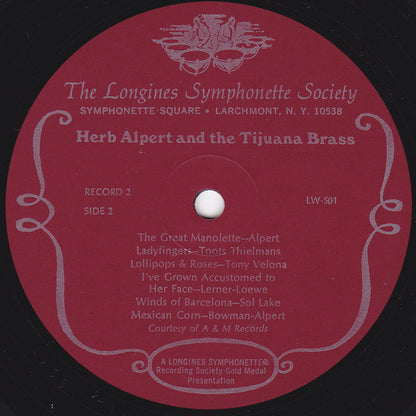 The Longines Symphonette Society
SYMPHONETTE SQUARE • LARCHMONT, N. Y. 10538
Herb Alpert and the Tijuana Brass
RECORD 2
SIDE 2
LW-501
The Great Manolette—Alpert
Ladyfingers—Toots Thielmans
Lollipops & Roses—Tony Velona
I've Grown Accustomed to
Her Face—Lerner-Loewe
Winds of Barcelona—Sol Lake
Mexican Corn—Bowman-Alpert
Courtesy of A & M Records
A LONGINES SYMPHONETTE®
Recording Society Gold Medal
Presentation